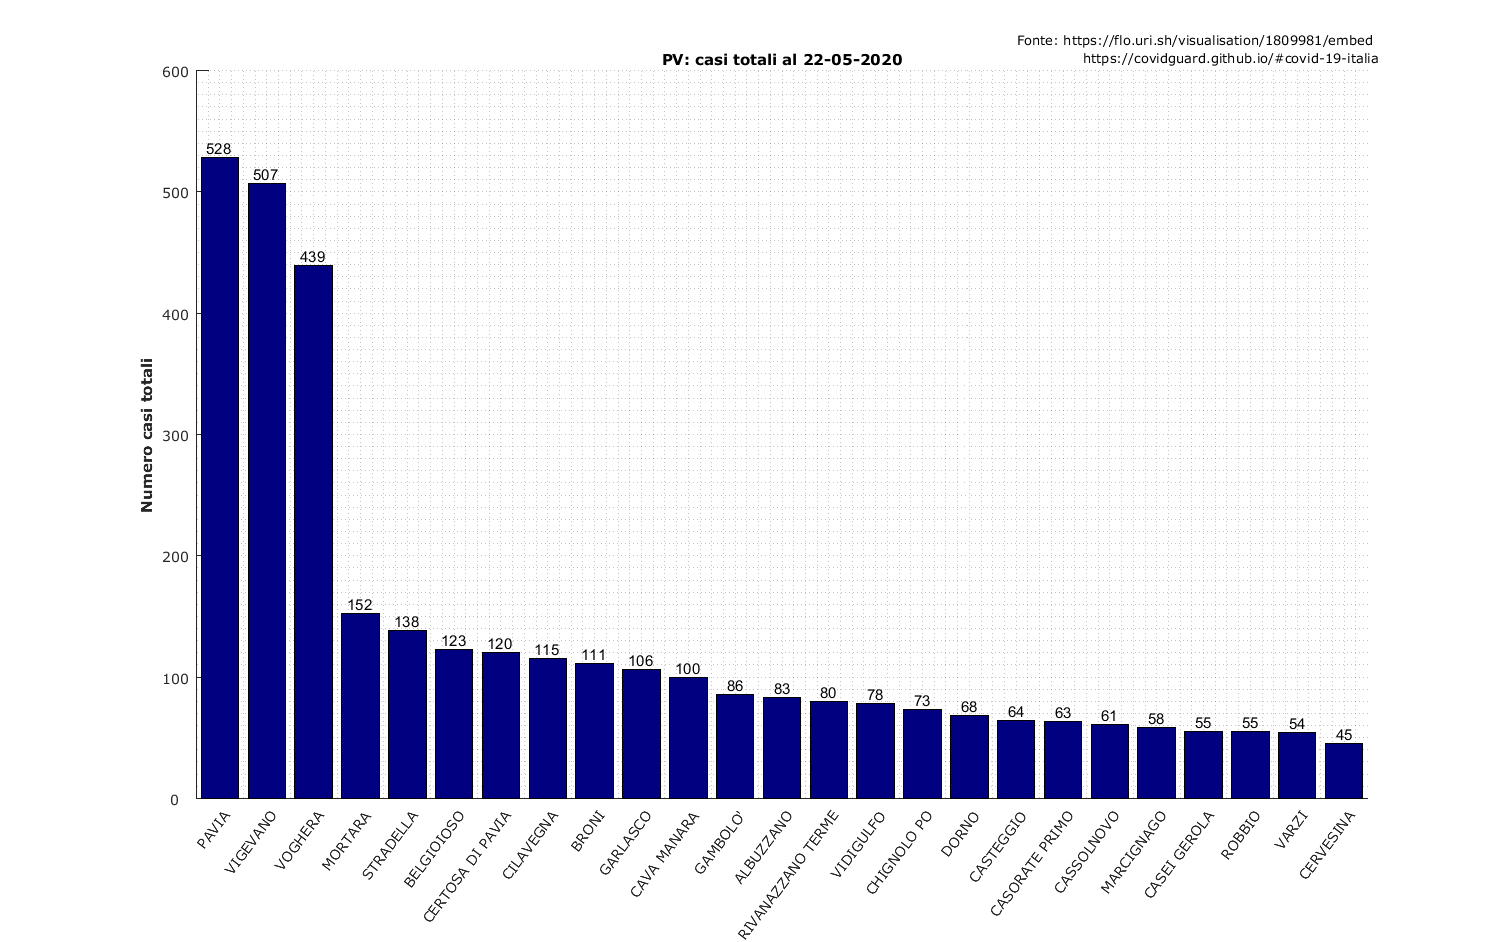 Fonte: https://flo.uri.sh/visualisation/1809981/embed
https://covidguard.github.io/#covid-19-italia
PV: casi totali al 22-05-2020
Numero casi totali
600
500
400
300
200
100
0
528
507
439
152
138
123
120
115
111
106
100
86
83
80
78
73
68
64
63
61
58
55
55
54
45
PAVIA
VIGEVANO
VOGHERA
MORTARA
STRADELLA
BELGIOIOSO
CERTOSA DI PAVIA
CILAVEGNA
BRONI
GARLASCO
CAVA MANARA
GAMBOLO'
ALBUZZANO
RIVANAZZANO TERME
VIDIGULFO
CHIGNOLO PO
DORNO
CASTEGGIO
CASORATE PRIMO
CASSOLNOVO
MARCIGNAGO
CASEI GEROLA
ROBBIO
VARZI
CERVESINA